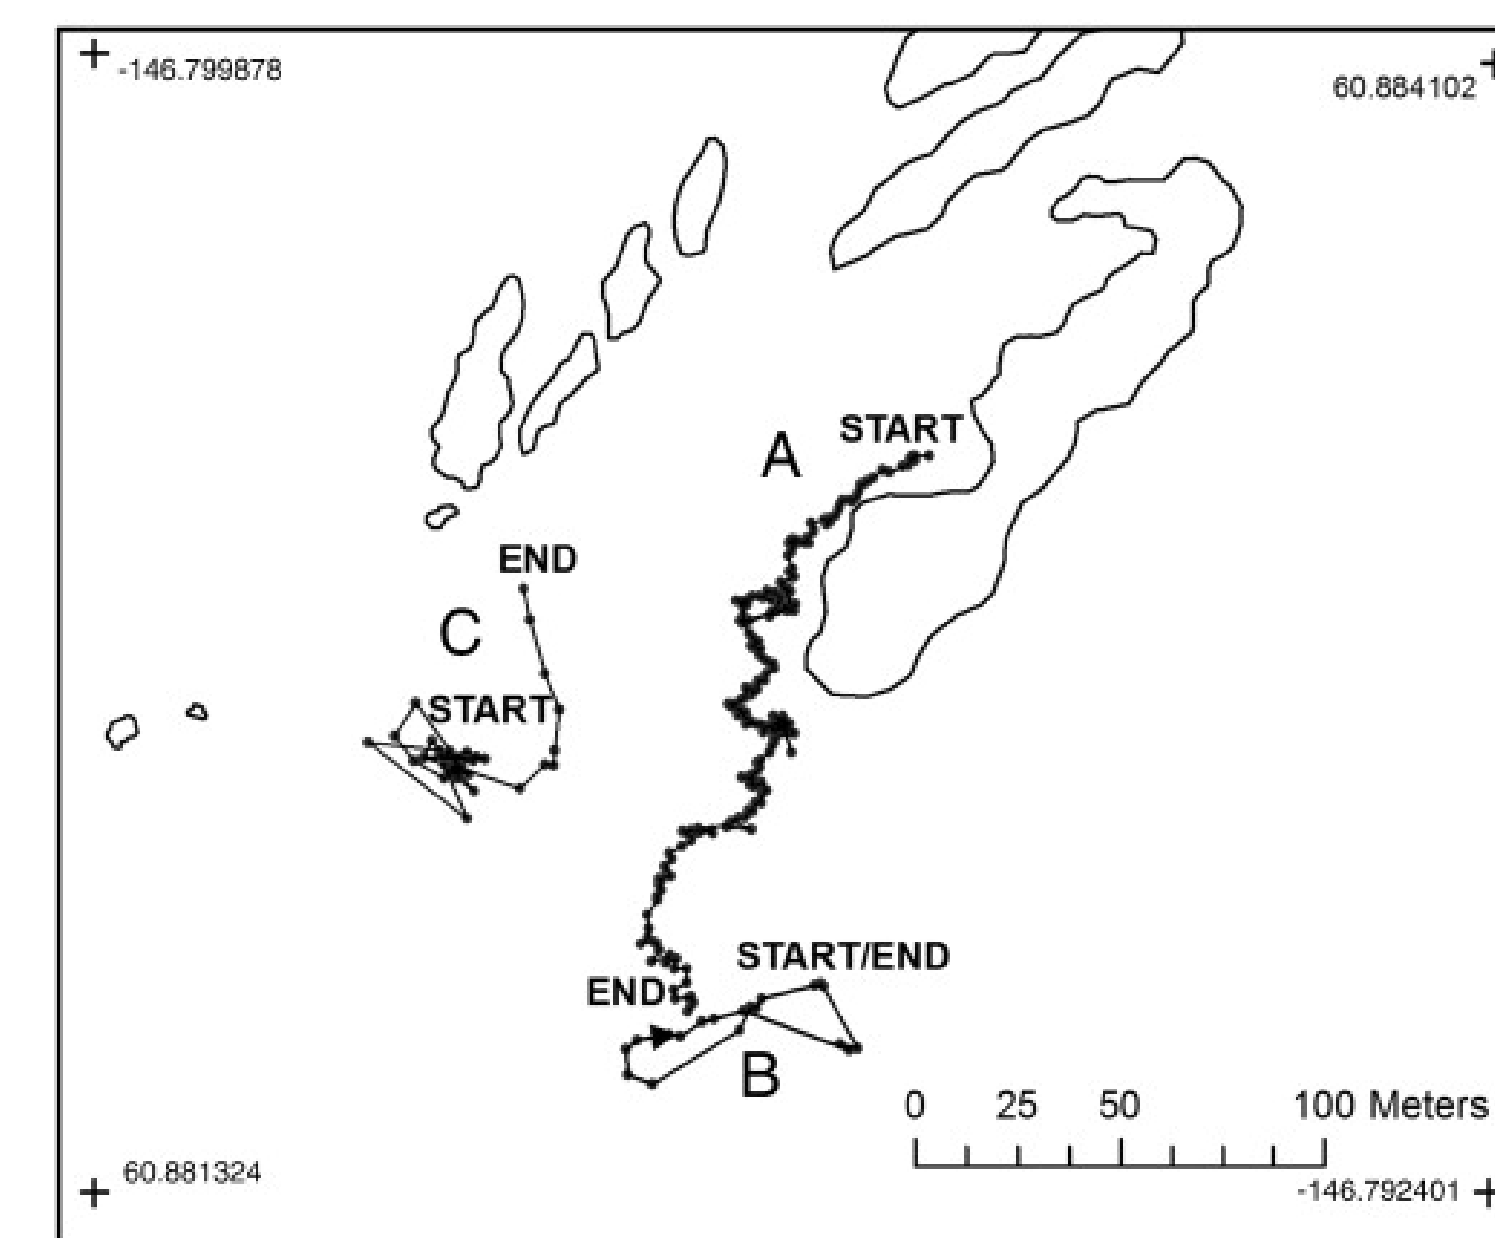 -146.799878
60.884102
START
A
END
C
START
START/END
END
B
0 25 50 100 Meters
60.881324
-146.792401